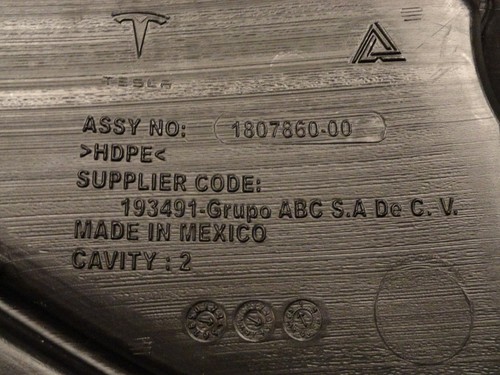 TESLA
ASSY NO: 1807860-00
>HDPE<
SUPPLIER CODE:
193491-Grupo ABC S.A De C. V.
MADE IN MEXICO
CAVITY : 2